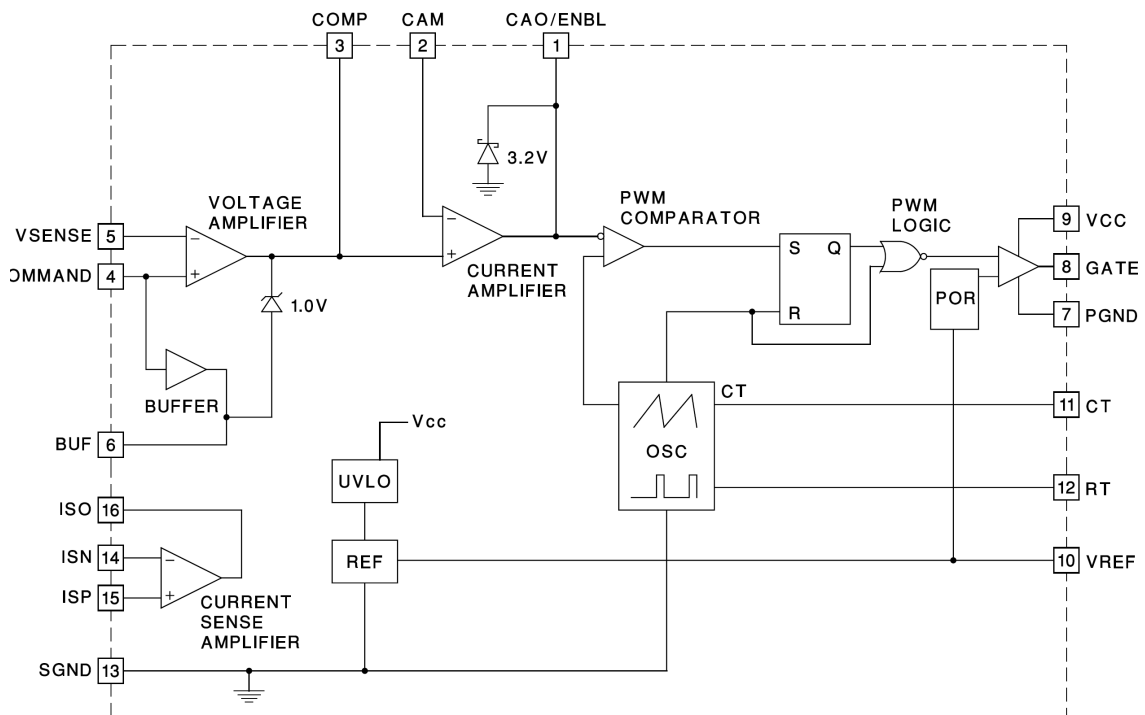 COMP
CAM
CAO/ENBL
3
2
1
3.2V
VOLTAGE
AMPLIFIER
PWM
COMPARATOR
PWM
LOGIC
VSENSE
5
−
+
OMMAND
4
−
+
CURRENT
AMPLIFIER
S
Q
R
9
VCC
8
GATE
7
PGND
POR
1.0V
BUFFER
BUF
6
Vcc
CT
OSC
11
CT
UVLO
12
RT
ISO
16
ISN
14
−
ISP
15
+
CURRENT
SENSE
AMPLIFIER
REF
10
VREF
SGND
13